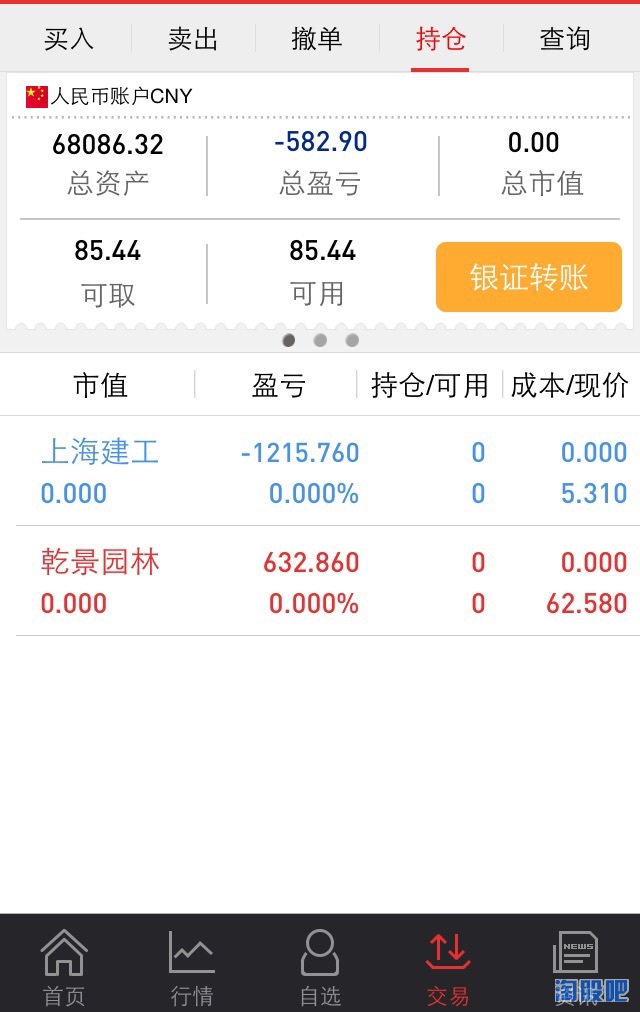 买入 卖出 撤单 持仓 查询
人民币账户CNY
68086.32 -582.90 0.00
总资产 总盈亏 总市值
85.44 85.44
可取 可用 银证转账
市值 盈亏 持仓/可用 成本/现价
上海建工 -1215.760 0 0.000
0.000 0.000% 0 5.310
乾景园林 632.860 0 0.000
0.000 0.000% 0 62.580
NEWS
首页 行情 自选 交易
淘股吧